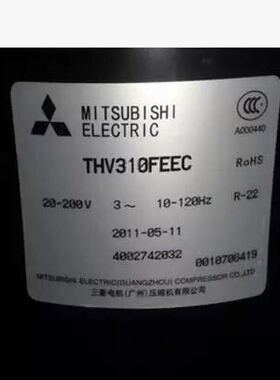 MITSUBISHI
ELECTRIC
CCC
A000440
THV310FEEC RoHS
20-200V 3～ 10-120Hz R-22
2011-05-11
4002742032 0010706419
MITSUBISHI ELECTRIC(GUANGZHOU) COMPRESSOR CO.,LTD
三菱电机(广州)压缩机有限公司